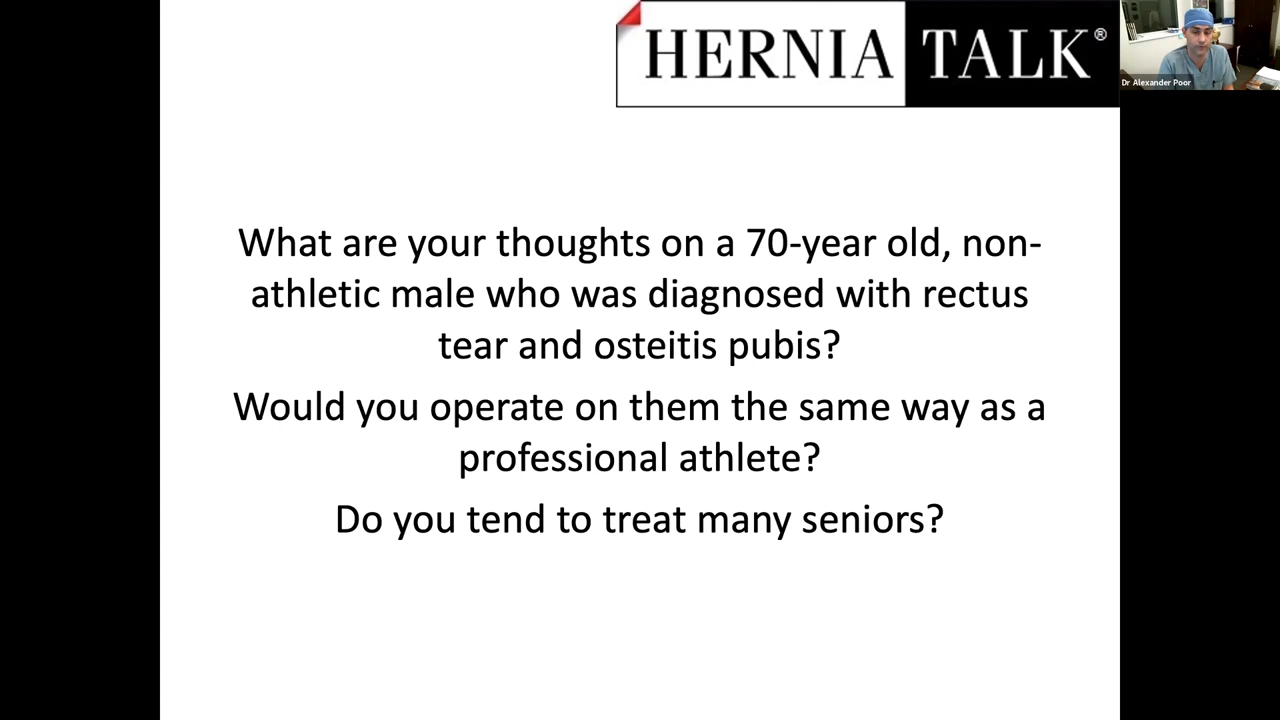 HERNIA TALK®
Dr Alexander Poor
What are your thoughts on a 70-year old, non-
athletic male who was diagnosed with rectus
tear and osteitis pubis?
Would you operate on them the same way as a
professional athlete?
Do you tend to treat many seniors?